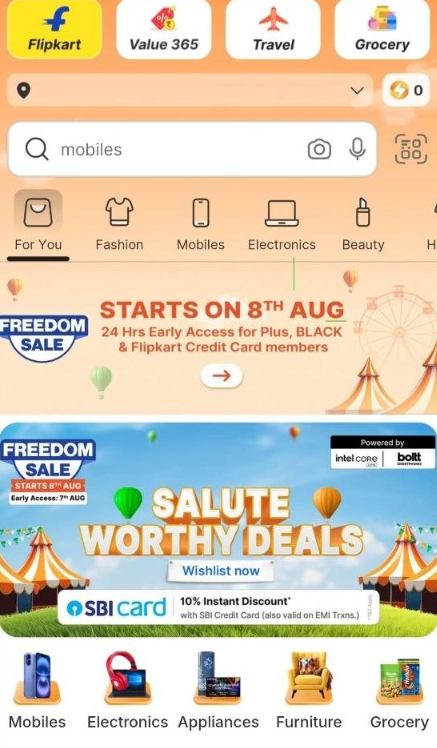 Flipkart
Value 365
Travel
Grocery
0
mobiles
For You
Fashion
Mobiles
Electronics
Beauty
H
FREEDOM
SALE
STARTS ON 8TH AUG
24 Hrs Early Access for Plus, BLACK
& Flipkart Credit Card members
FREEDOM
SALE
STARTS 8TH AUG
Early Access: 7th AUG
Powered by
intel CORE
boltt
SALUTE
WORTHY DEALS
Wishlist now
SBI card
10% Instant Discount*
with SBI Credit Card (also valid on EMI Trxns.)
Mobiles
Electronics
Appliances
Furniture
Grocery